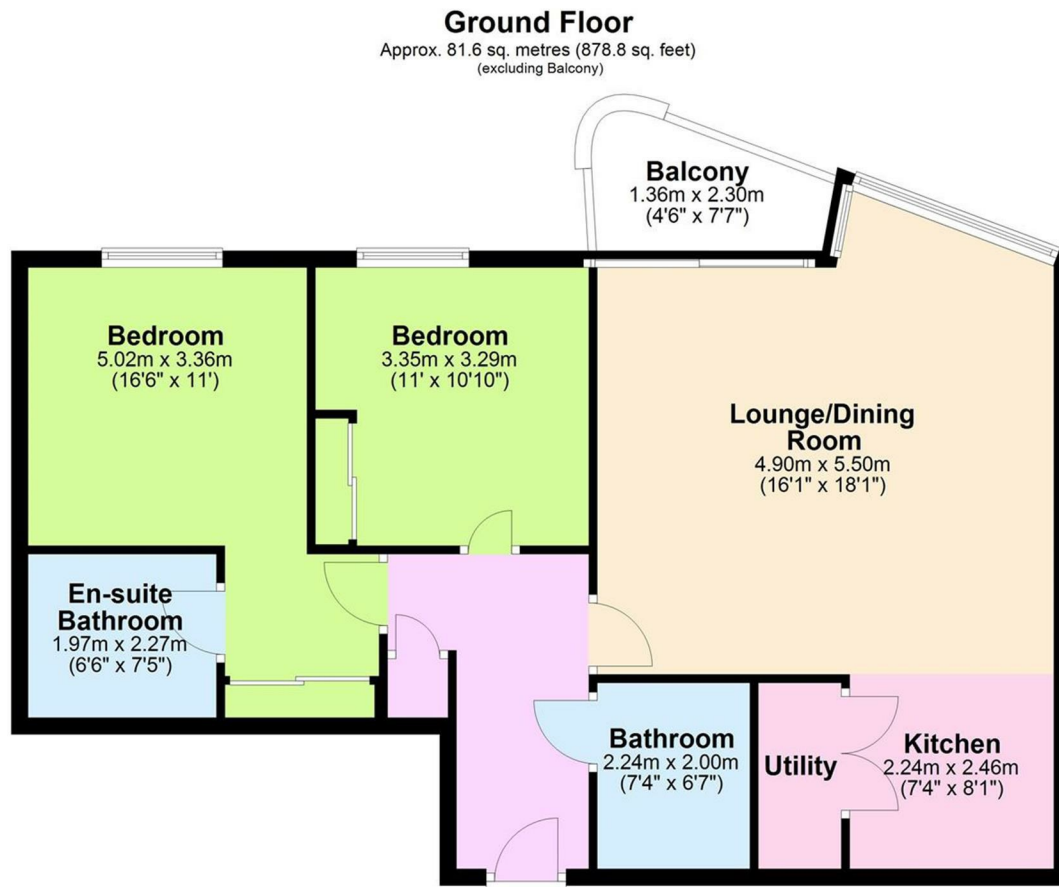 Ground Floor
Approx. 81.6 sq. metres (878.8 sq. feet)
(excluding Balcony)
Balcony
1.36m x 2.30m
(4'6" x 7'7")
Bedroom
5.02m x 3.36m
(16'6" x 11')
Bedroom
3.35m x 3.29m
(11' x 10'10")
Lounge/Dining
Room
4.90m x 5.50m
(16'1" x 18'1")
En-suite
Bathroom
1.97m x 2.27m
(6'6" x 7'5")
Bathroom
2.24m x 2.00m
(7'4" x 6'7")
Utility
Kitchen
2.24m x 2.46m
(7'4" x 8'1")